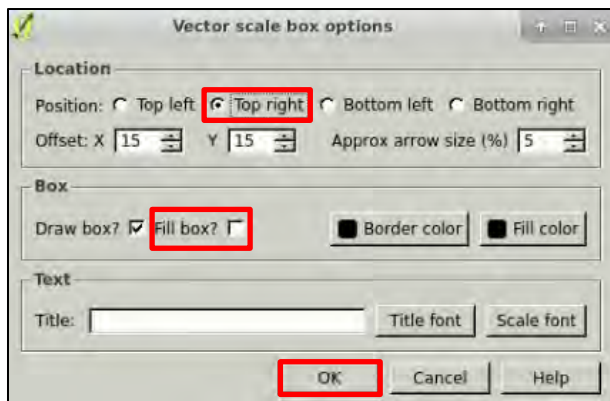 Vector scale box options
Location
Position: Top left Top right Bottom left Bottom right
Offset: X 15 Y 15 Approx arrow size (%) 5
Box
Draw box? Fill box? Border color Fill color
Text
Title: Title font Scale font
OK Cancel Help